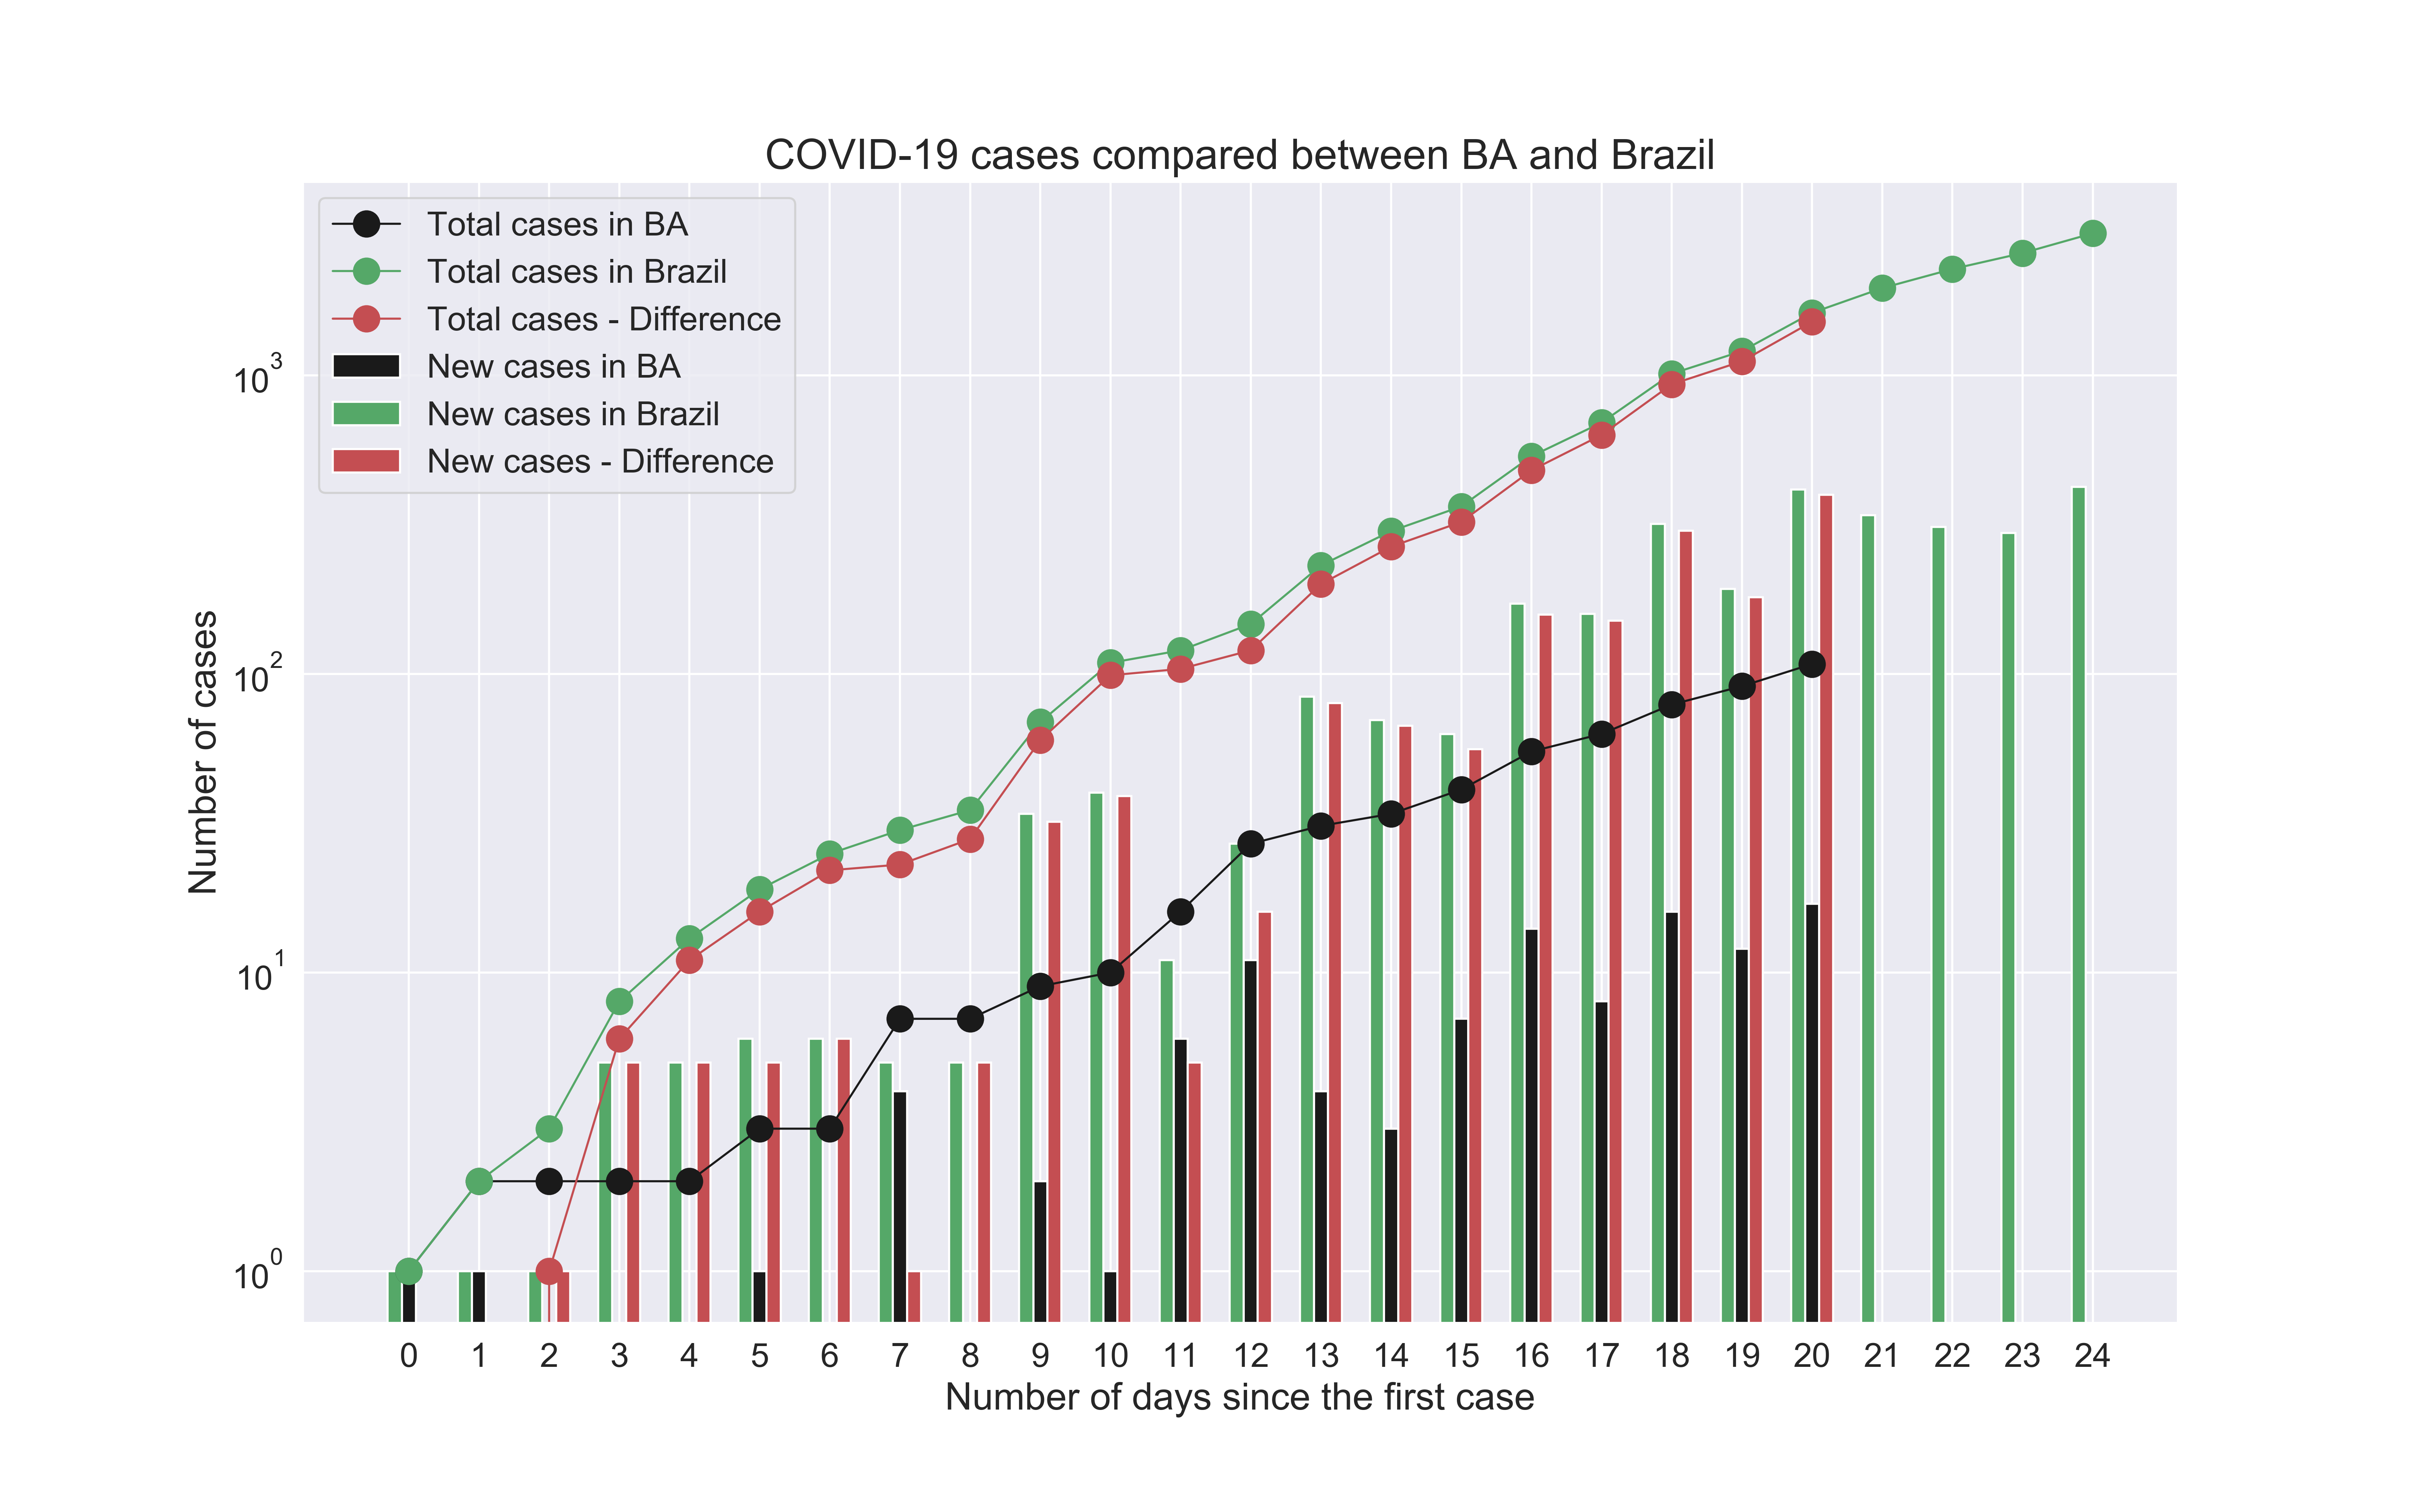 COVID-19 cases compared between BA and Brazil
Total cases in BA
Total cases in Brazil
Total cases - Difference
New cases in BA
New cases in Brazil
New cases - Difference
Number of cases
10^3
10^2
10^1
10^0
0 1 2 3 4 5 6 7 8 9 10 11 12 13 14 15 16 17 18 19 20 21 22 23 24
Number of days since the first case